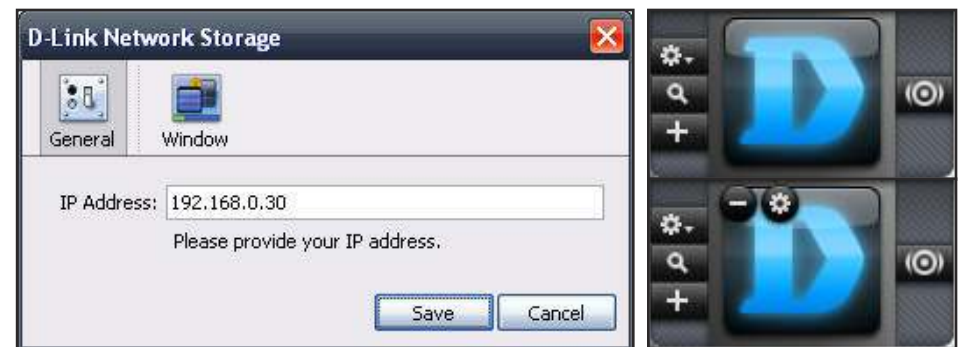 D-Link Network Storage
General Window
IP Address: 192.168.0.30
Please provide your IP address.
Save Cancel
D
D